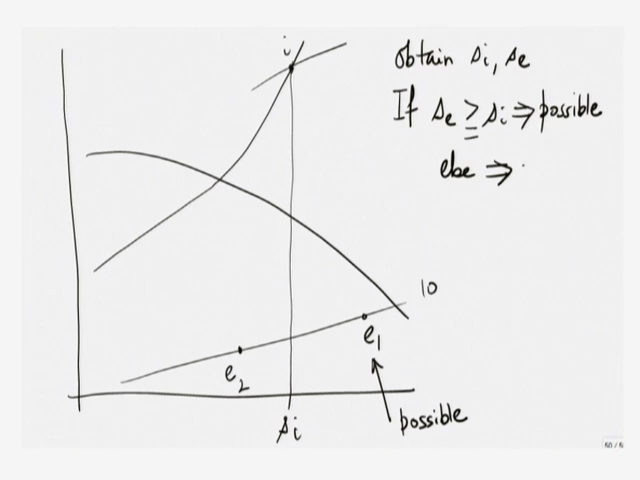 i
obtain si, se
If se ≥ si ⇒ possible
else ⇒
10
e1
e2
possible
si